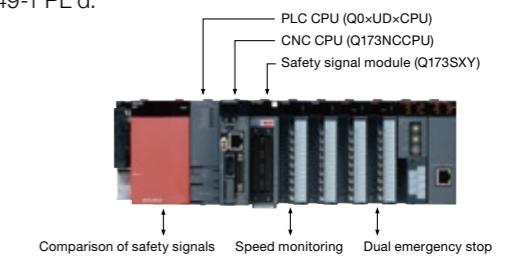 PLC CPU (Q0×UD×CPU)
CNC CPU (Q173NCCPU)
Safety signal module (Q173SXY)
Comparison of safety signals
Speed monitoring
Dual emergency stop